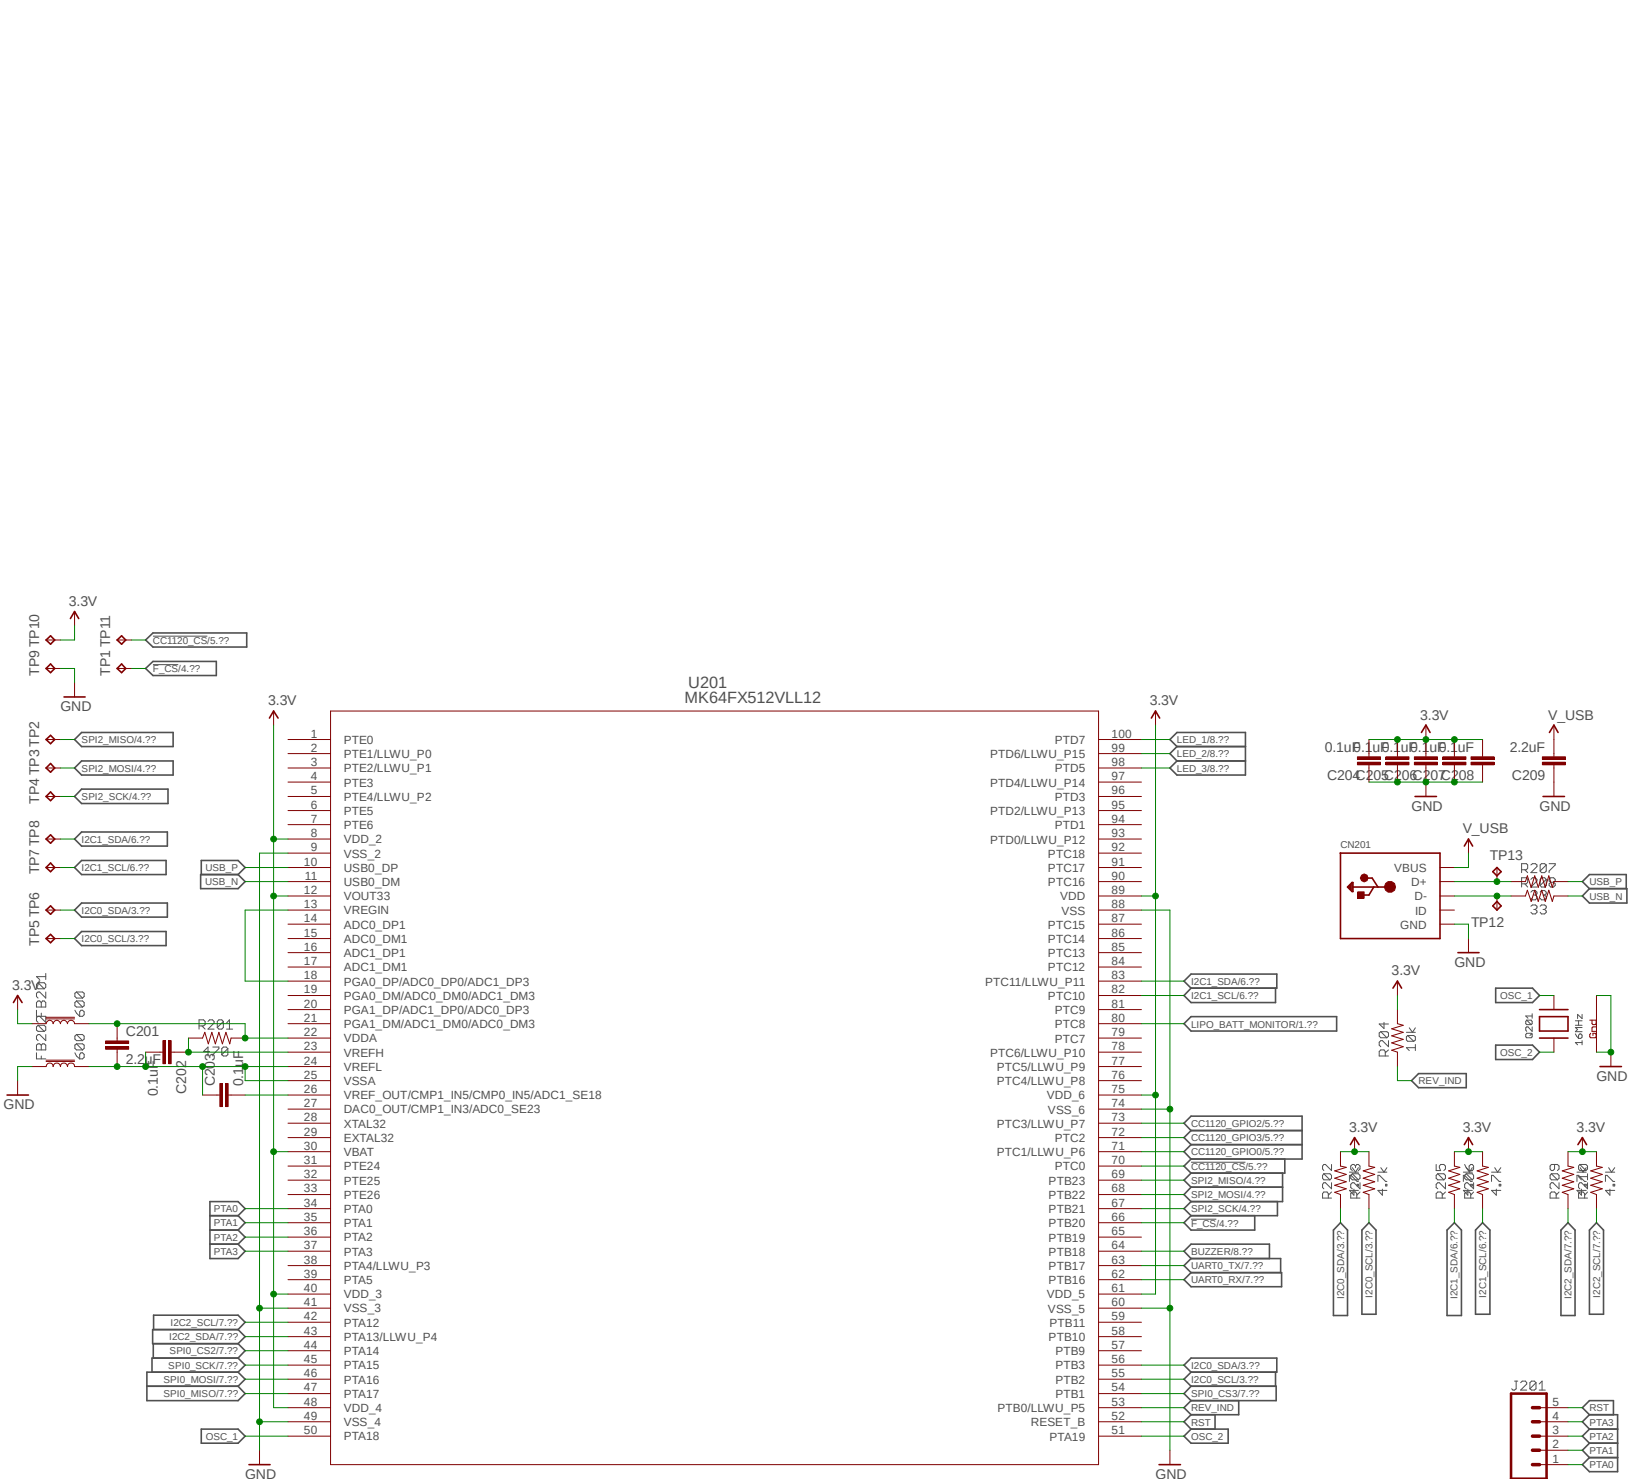 3.3V
TP10
TP9
TP11
TP1
CC1120_CS/5.??
F_CS/4.??
GND
TP2
TP3
TP4
SPI2_MISO/4.??
SPI2_MOSI/4.??
SPI2_SCK/4.??
TP8
TP7
I2C1_SDA/6.??
I2C1_SCL/6.??
TP6
TP5
I2C0_SDA/3.??
I2C0_SCL/3.??
3.3V
FB201
600
FB202
600
GND
C201
2.2uF
R201
470
0.1uF
C202
C203
0.1uF
3.3V
USB_P
USB_N
PTA0
PTA1
PTA2
PTA3
I2C2_SCL/7.??
I2C2_SDA/7.??
SPI0_CS2/7.??
SPI0_SCK/7.??
SPI0_MOSI/7.??
SPI0_MISO/7.??
OSC_1
GND
U201
MK64FX512VLL12
1 PTE0
2 PTE1/LLWU_P0
3 PTE2/LLWU_P1
4 PTE3
5 PTE4/LLWU_P2
6 PTE5
7 PTE6
8 VDD_2
9 VSS_2
10 USB0_DP
11 USB0_DM
12 VOUT33
13 VREGIN
14 ADC0_DP1
15 ADC0_DM1
16 ADC1_DP1
17 ADC1_DM1
18 PGA0_DP/ADC0_DP0/ADC1_DP3
19 PGA0_DM/ADC0_DM0/ADC1_DM3
20 PGA1_DP/ADC1_DP0/ADC0_DP3
21 PGA1_DM/ADC1_DM0/ADC0_DM3
22 VDDA
23 VREFH
24 VREFL
25 VSSA
26 VREF_OUT/CMP1_IN5/CMP0_IN5/ADC1_SE18
27 DAC0_OUT/CMP1_IN3/ADC0_SE23
28 XTAL32
29 EXTAL32
30 VBAT
31 PTE24
32 PTE25
33 PTE26
34 PTA0
35 PTA1
36 PTA2
37 PTA3
38 PTA4/LLWU_P3
39 PTA5
40 VDD_3
41 VSS_3
42 PTA12
43 PTA13/LLWU_P4
44 PTA14
45 PTA15
46 PTA16
47 PTA17
48 VDD_4
49 VSS_4
50 PTA18
3.3V
PTD7 100 LED_1/8.??
PTD6/LLWU_P15 99 LED_2/8.??
PTD5 98 LED_3/8.??
PTD4/LLWU_P14 97
PTD3 96
PTD2/LLWU_P13 95
PTD1 94
PTD0/LLWU_P12 93
PTC18 92
PTC17 91
PTC16 90
VDD 89
VSS 88
PTC15 87
PTC14 86
PTC13 85
PTC12 84
PTC11/LLWU_P11 83 I2C1_SDA/6.??
PTC10 82 I2C1_SCL/6.??
PTC9 81
PTC8 80 LIPO_BATT_MONITOR/1.??
PTC7 79
PTC6/LLWU_P10 78
PTC5/LLWU_P9 77
PTC4/LLWU_P8 76
VDD_6 75
VSS_6 74
PTC3/LLWU_P7 73 CC1120_GPIO2/5.??
PTC2 72 CC1120_GPIO3/5.??
PTC1/LLWU_P6 71 CC1120_GPIO0/5.??
PTC0 70 CC1120_CS/5.??
PTB23 69 SPI2_MISO/4.??
PTB22 68 SPI2_MOSI/4.??
PTB21 67 SPI2_SCK/4.??
PTB20 66 F_CS/4.??
PTB19 65
PTB18 64 BUZZER/8.??
PTB17 63 UART0_TX/7.??
PTB16 62 UART0_RX/7.??
VDD_5 61
VSS_5 60
PTB11 59
PTB10 58
PTB9 57
PTB3 56 I2C0_SDA/3.??
PTB2 55 I2C0_SCL/3.??
PTB1 54 SPI0_CS3/7.??
PTB0/LLWU_P5 53 REV_IND
RESET_B 52 RST
PTA19 51 OSC_2
GND
3.3V
0.1uF 0.1uF 0.1uF 0.1uF 0.1uF
C204 C205 C206 C207 C208
GND
V_USB
2.2uF
C209
GND
CN201
V_USB
VBUS
D+
D-
ID
GND
TP13
TP12
R207
33
USB_P
USB_N
GND
3.3V
R204
10k
REV_IND
OSC_1
OSC_2
Q201
16MHz
Gnd
GND
3.3V
R202
4.7k
I2C0_SDA/3.??
I2C0_SCL/3.??
3.3V
R205
4.7k
I2C1_SDA/6.??
I2C1_SCL/6.??
3.3V
R209
4.7k
I2C2_SDA/7.??
I2C2_SCL/7.??
J201
5 RST
4 PTA3
3 PTA2
2 PTA1
1 PTA0